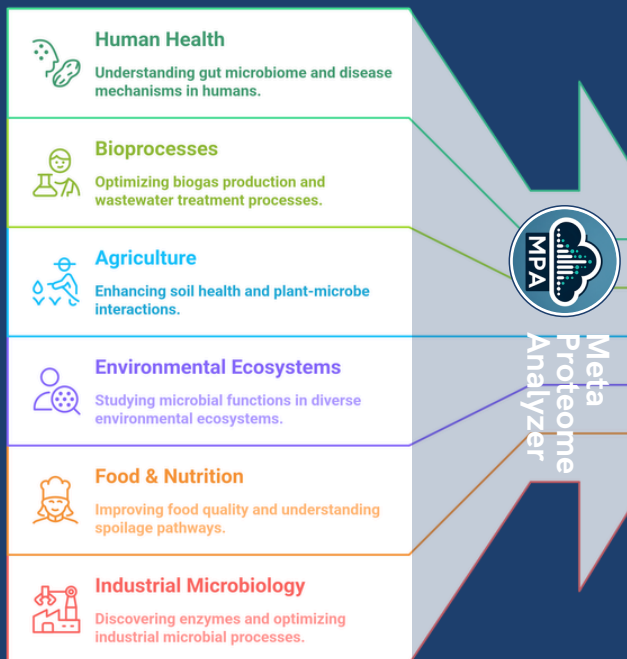 Human Health
Understanding gut microbiome and disease
mechanisms in humans.
Bioprocesses
Optimizing biogas production and
wastewater treatment processes.
Agriculture
Enhancing soil health and plant-microbe
interactions.
Environmental Ecosystems
Studying microbial functions in diverse
environmental ecosystems.
Food & Nutrition
Improving food quality and understanding
spoilage pathways.
Industrial Microbiology
Discovering enzymes and optimizing
industrial microbial processes.
MPA
Meta
Proteome
Analyzer